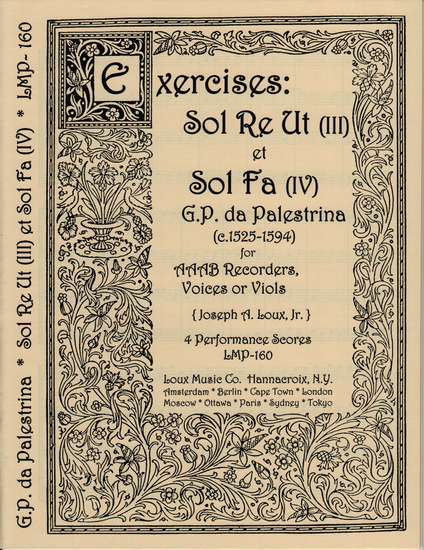 G.P. da Palestrina * Sol Re Ut (III) et Sol Fa (IV) * LMP- 160
Exercises:
Sol Re Ut (III)
et
Sol Fa (IV)
G.P. da Palestrina
(c.1525-1594)
for
AAAB Recorders,
Voices or Viols
{ Joseph A. Loux, Jr. }
4 Performance Scores
LMP-160
Loux Music Co. Hannacroix, N.Y.
Amsterdam * Berlin * Cape Town * London
Moscow * Ottawa * Paris * Sydney * Tokyo